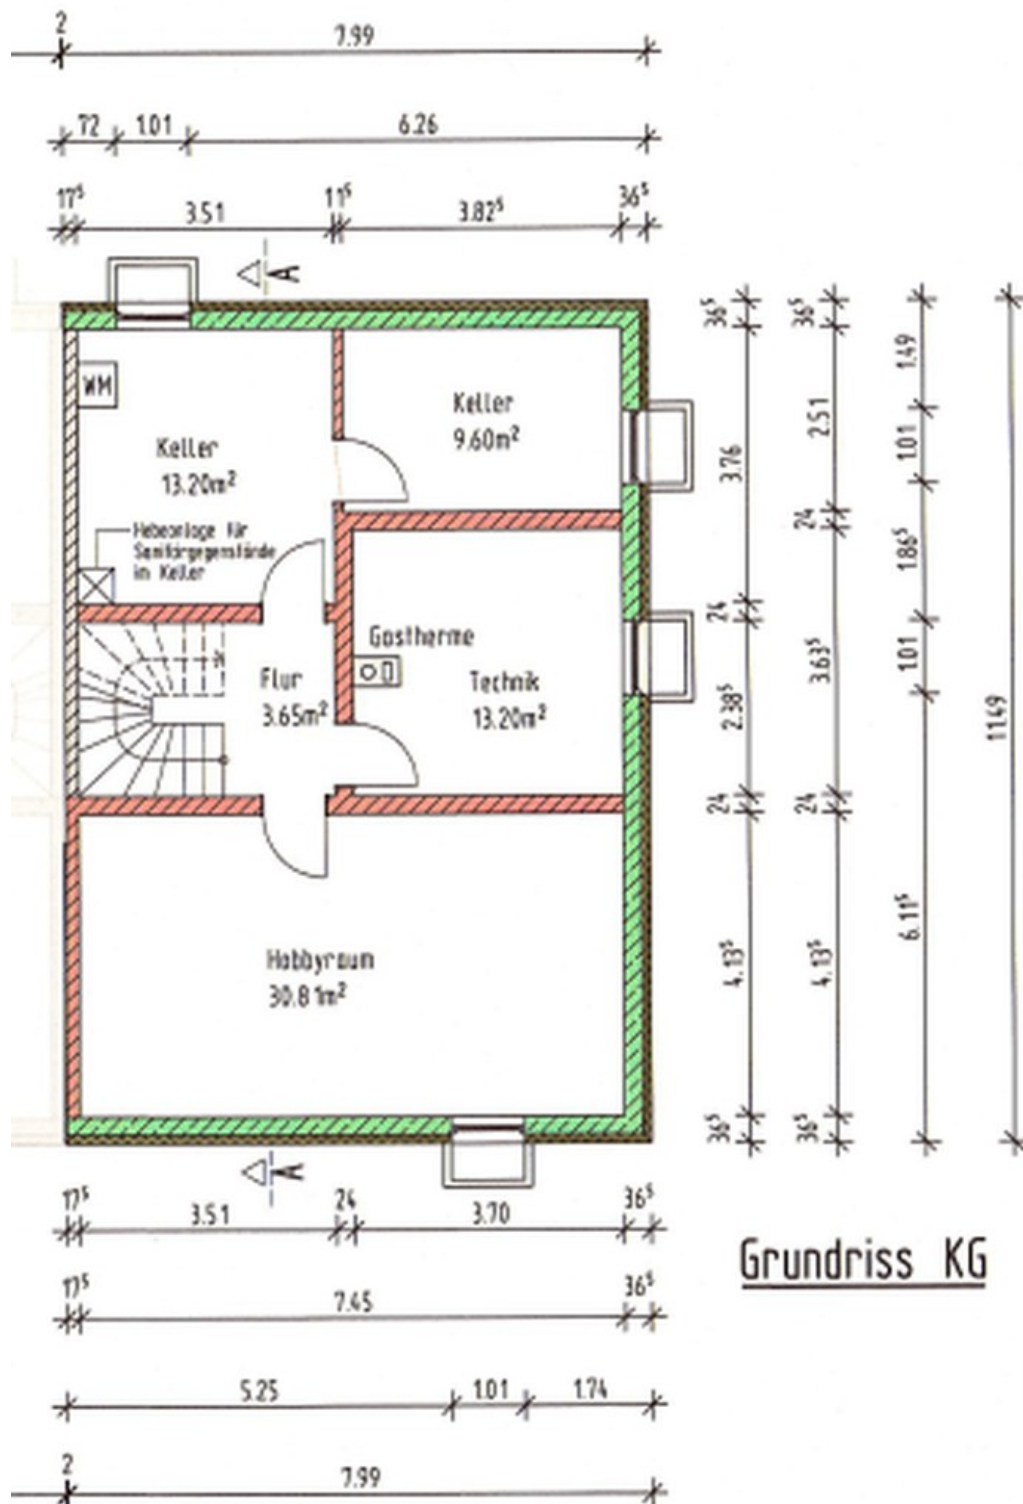 2
7.99
72 1.01 6.26
17⁵ 3.51 11⁵ 3.82⁵ 36⁵
A
WM
Keller
13.20m²
Keller
9.60m²
Hebeanlage für
Sanitärgegenstände
im Keller
Gastherme
Flur
3.65m²
Technik
13.20m²
Hobbyraum
30.81m²
A
36⁵ 3.76 24 2.38⁵ 24 4.13⁵ 36⁵
36⁵ 2.51 24 3.63⁵ 24 4.13⁵ 36⁵
1.49 1.01 1.86⁵ 1.01 6.11⁵
11.49
17⁵ 3.51 24 3.70 36⁵
17⁵ 7.45 36⁵
5.25 1.01 1.74
2
7.99
Grundriss KG